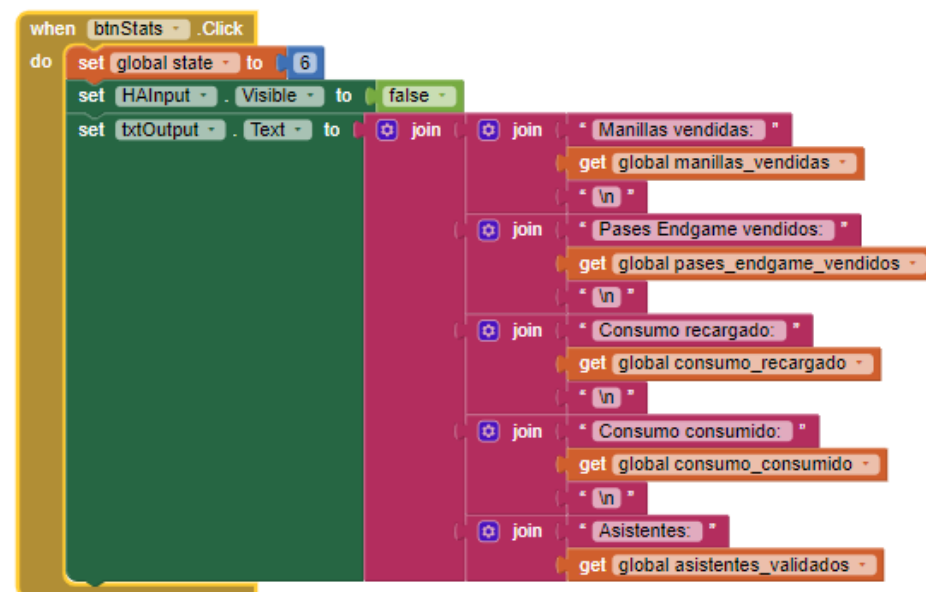 when btnStats .Click
do set global state to 6
set HAInput . Visible to false
set txtOutput . Text to join join " Manillas vendidas: "
get global manillas_vendidas
" \n "
join " Pases Endgame vendidos: "
get global pases_endgame_vendidos
" \n "
join " Consumo recargado: "
get global consumo_recargado
" \n "
join " Consumo consumido: "
get global consumo_consumido
" \n "
join " Asistentes: "
get global asistentes_validados